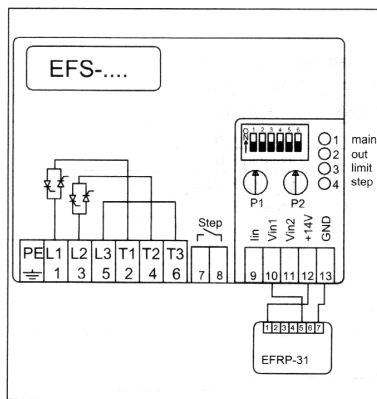 EFS-....
ON
1 2 3 4 5 6
1 main
2 out
3 limit
4 step
P1 P2
Step
Iin Vin1 Vin2 +14V GND
PE L1 L2 L3 T1 T2 T3
1 3 5 2 4 6 7 8 9 10 11 12 13
1 2 3 4 5 6 7
EFRP-31